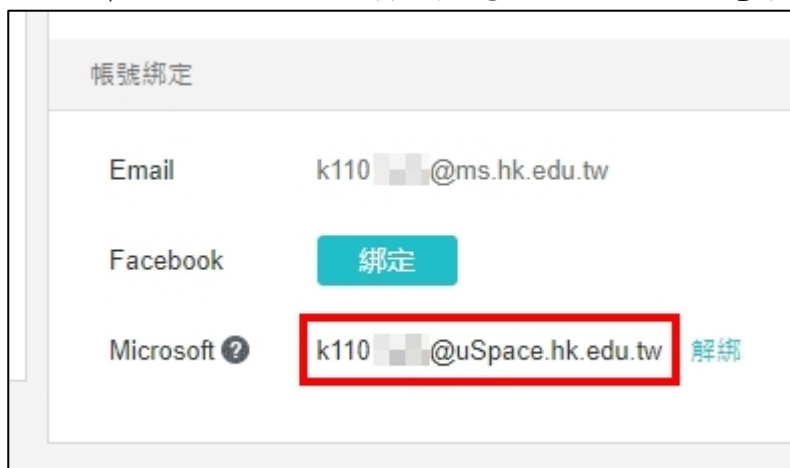 帳號綁定
Email k110 @ms.hk.edu.tw
Facebook 綁定
Microsoft ? k110 @uSpace.hk.edu.tw 解綁